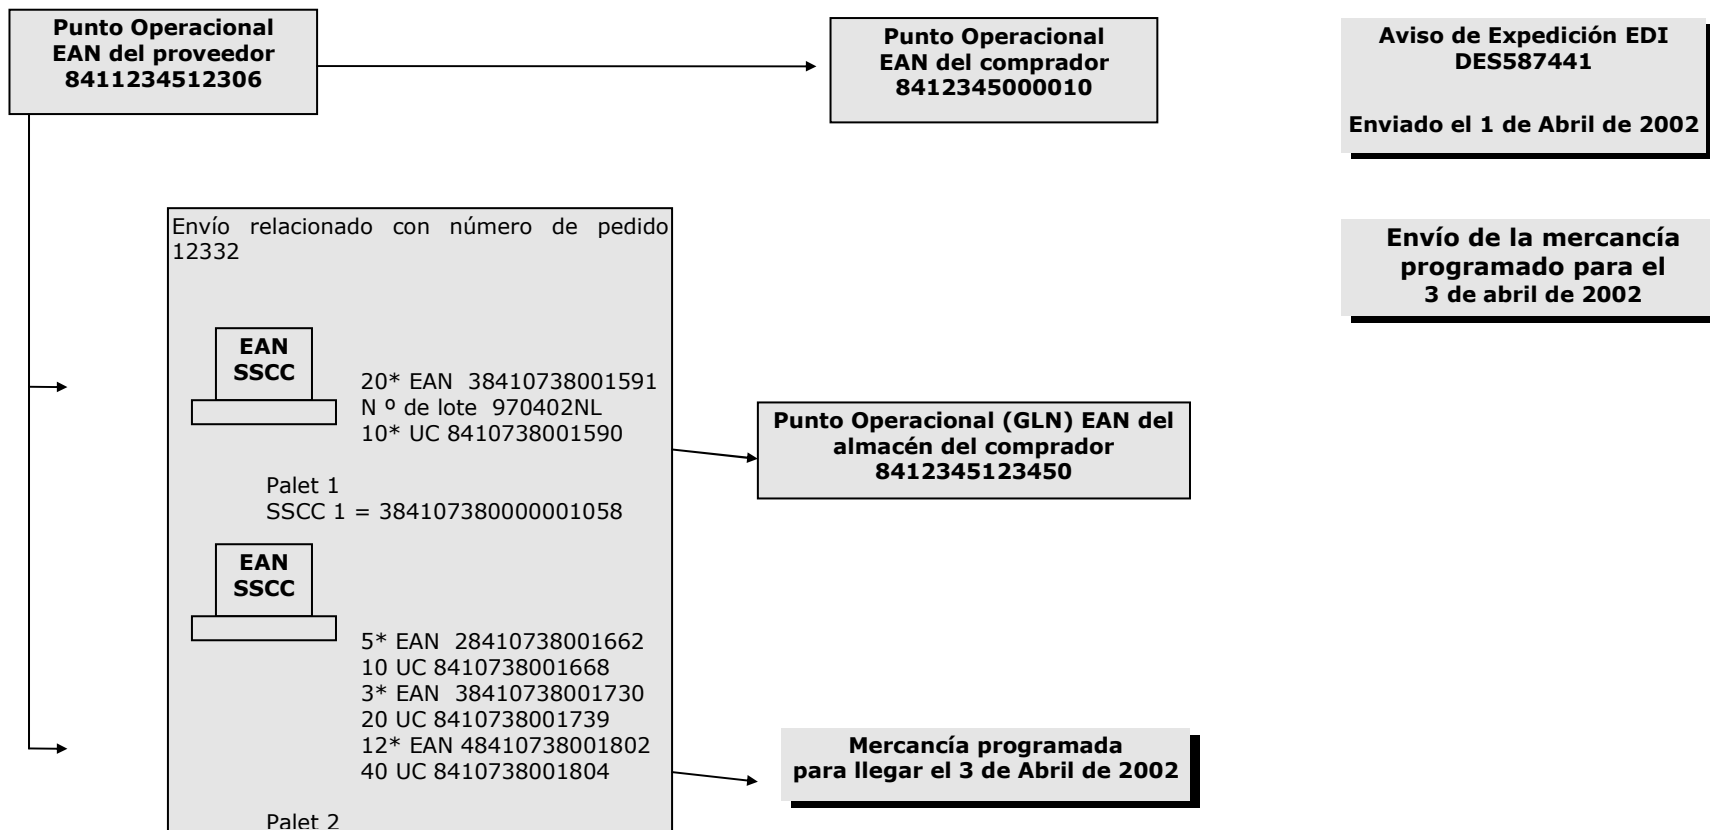 Punto Operacional
EAN del proveedor
8411234512306
Punto Operacional
EAN del comprador
8412345000010
Aviso de Expedición EDI
DES587441
Enviado el 1 de Abril de 2002
Envío relacionado con número de pedido
12332
Envío de la mercancía
programado para el
3 de abril de 2002
EAN
SSCC
20* EAN 38410738001591
N º de lote 970402NL
10* UC 8410738001590
Punto Operacional (GLN) EAN del
almacén del comprador
8412345123450
Palet 1
SSCC 1 = 384107380000001058
EAN
SSCC
5* EAN 28410738001662
10 UC 8410738001668
3* EAN 38410738001730
20 UC 8410738001739
12* EAN 48410738001802
40 UC 8410738001804
Mercancía programada
para llegar el 3 de Abril de 2002
Palet 2